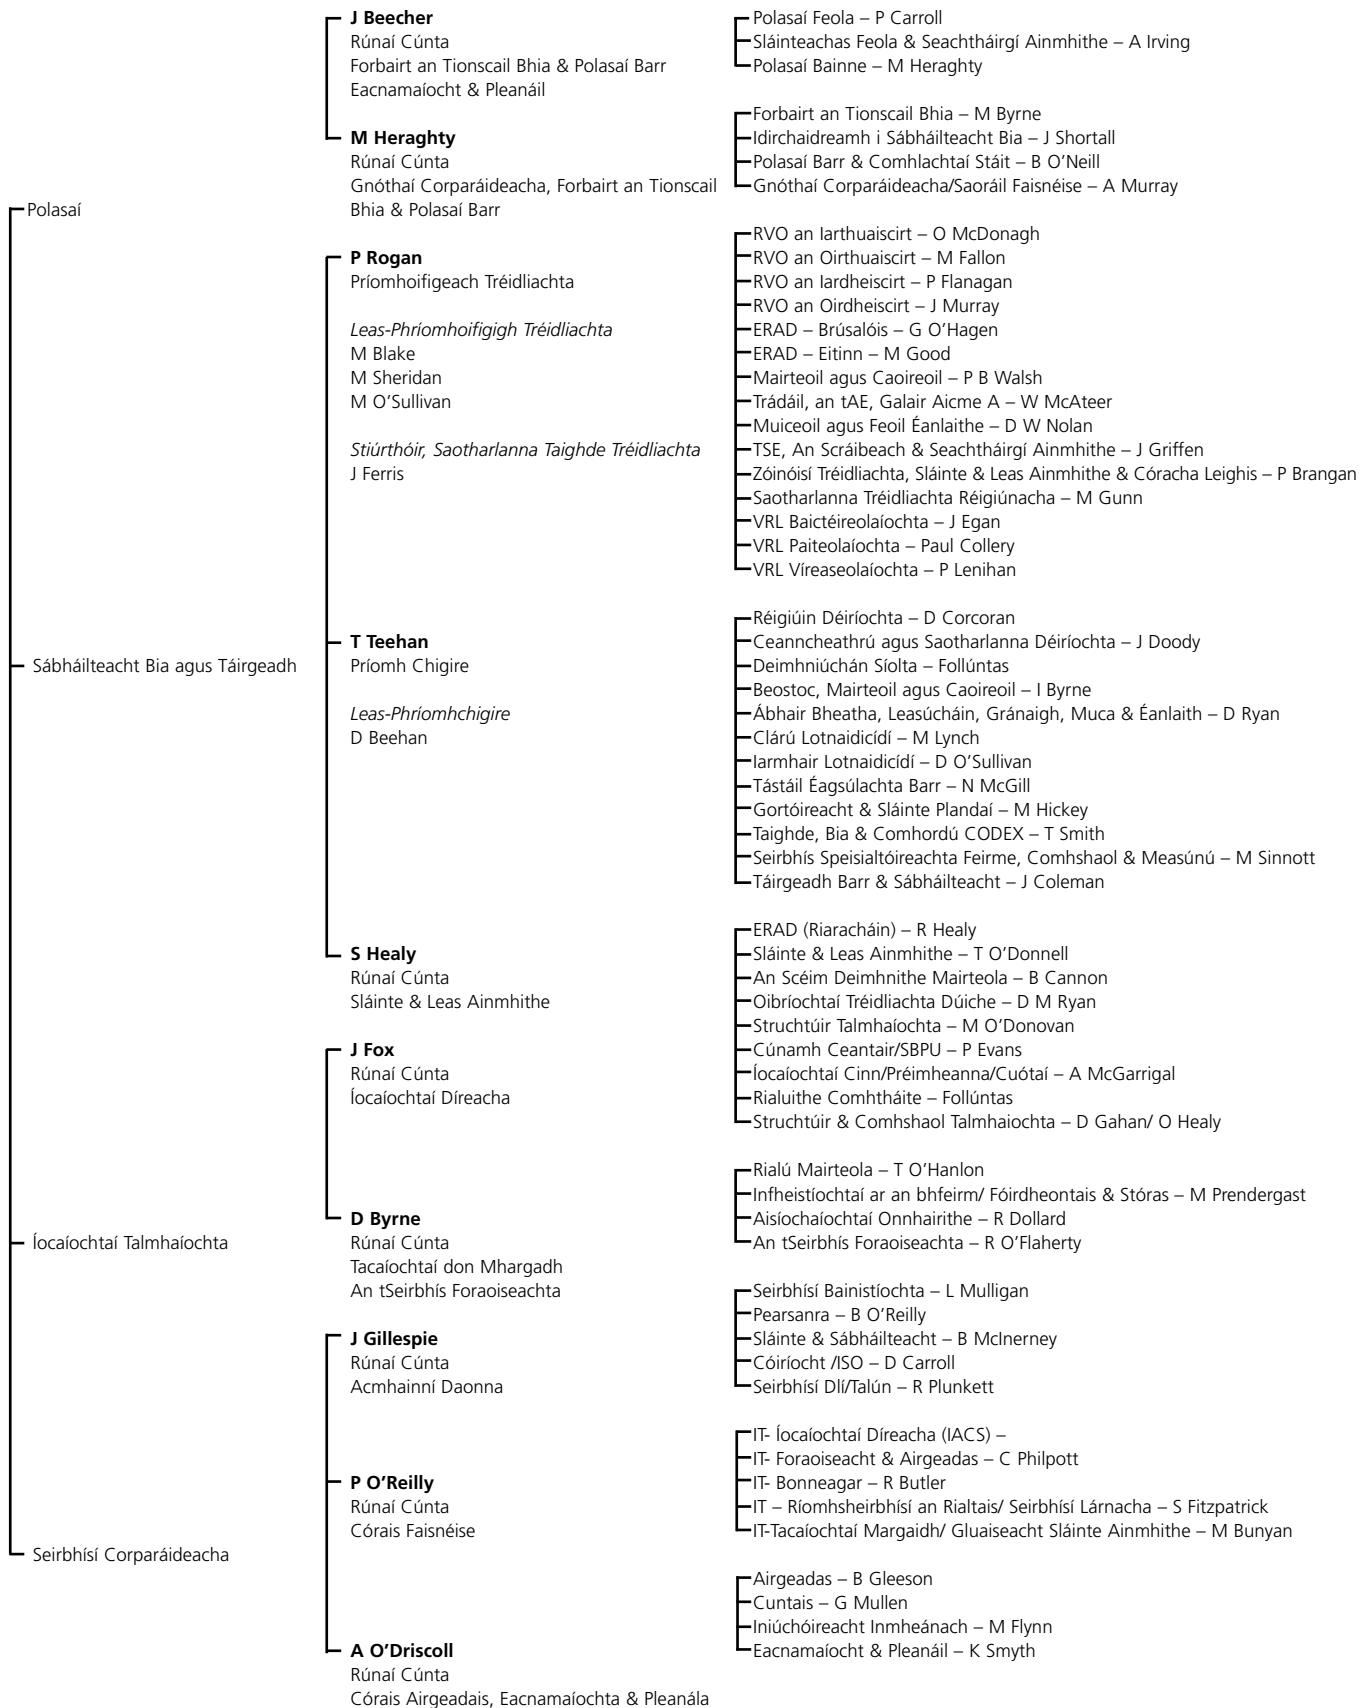 Polasaí
Sábháilteacht Bia agus Táirgeadh
Íocaíochtaí Talmhaíochta
Seirbhísí Corparáideacha
J Beecher
Rúnaí Cúnta
Forbairt an Tionscail Bhia & Polasaí Barr
Eacnamaíocht & Pleanáil
M Heraghty
Rúnaí Cúnta
Gnóthaí Corparáideacha, Forbairt an Tionscail
Bhia & Polasaí Barr
P Rogan
Príomhoifigeach Tréidliachta
Leas-Phríomhoifigigh Tréidliachta
M Blake
M Sheridan
M O’Sullivan
Stiúrthóir, Saotharlanna Taighde Tréidliachta
J Ferris
T Teehan
Príomh Chigire
Leas-Phríomhchigire
D Beehan
S Healy
Rúnaí Cúnta
Sláinte & Leas Ainmhithe
J Fox
Rúnaí Cúnta
Íocaíochtaí Díreacha
D Byrne
Rúnaí Cúnta
Tacaíochtaí don Mhargadh
An tSeirbhís Foraoiseachta
J Gillespie
Rúnaí Cúnta
Acmhainní Daonna
P O’Reilly
Rúnaí Cúnta
Córais Faisnéise
A O’Driscoll
Rúnaí Cúnta
Córais Airgeadais, Eacnamaíochta & Pleanála
Polasaí Feola – P Carroll
Sláinteachas Feola & Seachtháirgí Ainmhithe – A Irving
Polasaí Bainne – M Heraghty
Forbairt an Tionscail Bhia – M Byrne
Idirchaidreamh i Sábháilteacht Bia – J Shortall
Polasaí Barr & Comhlachtaí Stáit – B O’Neill
Gnóthaí Corparáideacha/Saoráil Faisnéise – A Murray
RVO an Iarthuaiscirt – O McDonagh
RVO an Oirthuaiscirt – M Fallon
RVO an Iardheiscirt – P Flanagan
RVO an Oirdheiscirt – J Murray
ERAD – Brúsalóis – G O’Hagen
ERAD – Eitinn – M Good
Mairteoil agus Caoireoil – P B Walsh
Trádáil, an tAE, Galair Aicme A – W McAteer
Muiceoil agus Feoil Éanlaithe – D W Nolan
TSE, An Scráibeach & Seachtháirgí Ainmhithe – J Griffen
Zóinóisí Tréidliachta, Sláinte & Leas Ainmhithe & Córacha Leighis – P Brangan
Saotharlanna Tréidliachta Réigiúnacha – M Gunn
VRL Baictéireolaíochta – J Egan
VRL Paiteolaíochta – Paul Collery
VRL Víreaseolaíochta – P Lenihan
Réigiúin Déiríochta – D Corcoran
Ceanncheathrú agus Saotharlanna Déiríochta – J Doody
Deimhniúchán Síolta – Follúntas
Beostoc, Mairteoil agus Caoireoil – I Byrne
Ábhair Bheatha, Leasúcháin, Gránaigh, Muca & Éanlaith – D Ryan
Clárú Lotnaidicídí – M Lynch
Iarmhair Lotnaidicídí – D O’Sullivan
Tástáil Éagsúlachta Barr – N McGill
Gortóireacht & Sláinte Plandaí – M Hickey
Taighde, Bia & Comhordú CODEX – T Smith
Seirbhís Speisialtóireachta Feirme, Comhshaol & Measúnú – M Sinnott
Táirgeadh Barr & Sábháilteacht – J Coleman
ERAD (Riaracháin) – R Healy
Sláinte & Leas Ainmhithe – T O’Donnell
An Scéim Deimhnithe Mairteola – B Cannon
Oibríochtaí Tréidliachta Dúiche – D M Ryan
Struchtúir Talmhaíochta – M O’Donovan
Cúnamh Ceantair/SBPU – P Evans
Íocaíochtaí Cinn/Préimheanna/Cuótaí – A McGarrigal
Rialuithe Comhtháite – Follúntas
Struchtúir & Comhshaol Talmhaiochta – D Gahan/ O Healy
Rialú Mairteola – T O’Hanlon
Infheistíochtaí ar an bhfeirm/ Fóirdheontais & Stóras – M Prendergast
Aisíochaíochtaí Onnhairithe – R Dollard
An tSeirbhís Foraoiseachta – R O’Flaherty
Seirbhísí Bainistíochta – L Mulligan
Pearsanra – B O’Reilly
Sláinte & Sábháilteacht – B McInerney
Cóiríocht /ISO – D Carroll
Seirbhísí Dlí/Talún – R Plunkett
IT- Íocaíochtaí Díreacha (IACS) –
IT- Foraoiseacht & Airgeadas – C Philpott
IT- Bonneagar – R Butler
IT – Ríomhsheirbhísí an Rialtais/ Seirbhísí Lárnacha – S Fitzpatrick
IT-Tacaíochtaí Margaidh/ Gluaiseacht Sláinte Ainmhithe – M Bunyan
Airgeadas – B Gleeson
Cuntais – G Mullen
Iniúchóireacht Inmheánach – M Flynn
Eacnamaíocht & Pleanáil – K Smyth